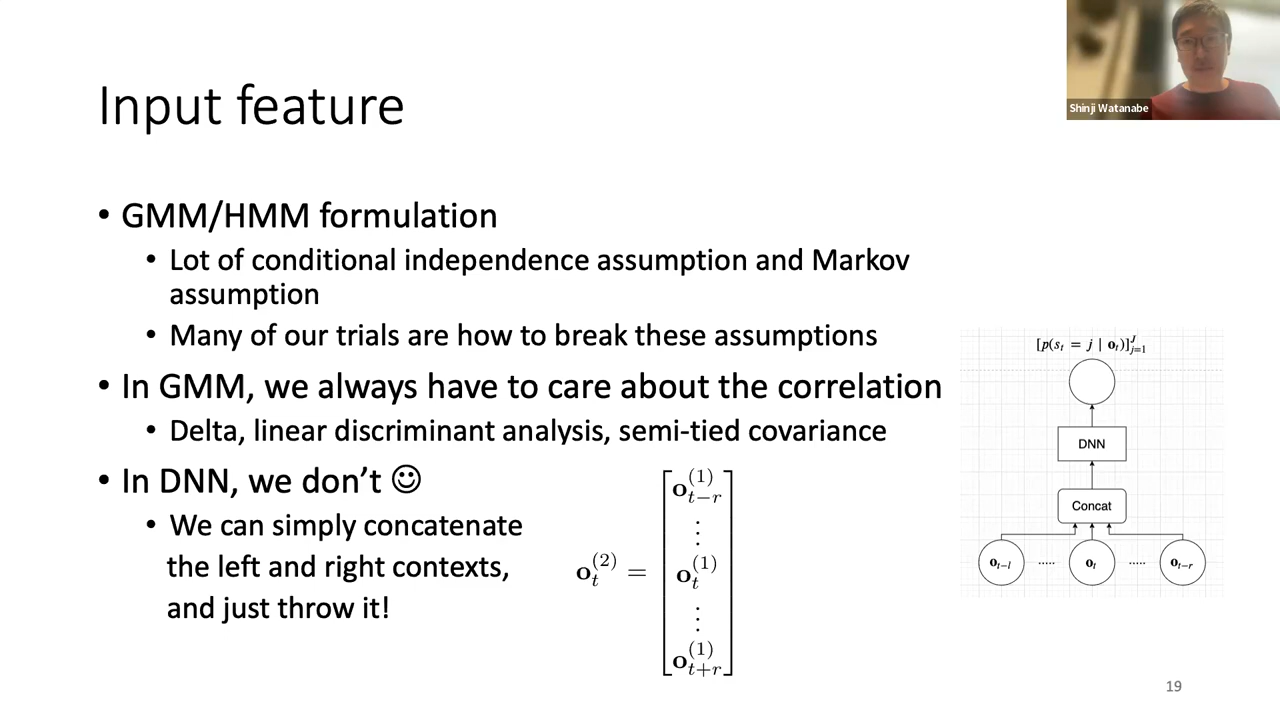 Shinji Watanabe
Input feature
• GMM/HMM formulation
• Lot of conditional independence assumption and Markov
assumption
• Many of our trials are how to break these assumptions
• In GMM, we always have to care about the correlation
• Delta, linear discriminant analysis, semi-tied covariance
• In DNN, we don’t ☺
• We can simply concatenate
the left and right contexts,
and just throw it!
o_t^{(2)} =
o_{t−r}^{(1)}
⋮
o_t^{(1)}
⋮
o_{t+r}^{(1)}
[p(s_t = j | o_t)]_{j=1}^J
DNN
Concat
o_{t−l} ..... o_t ..... o_{t−r}
19